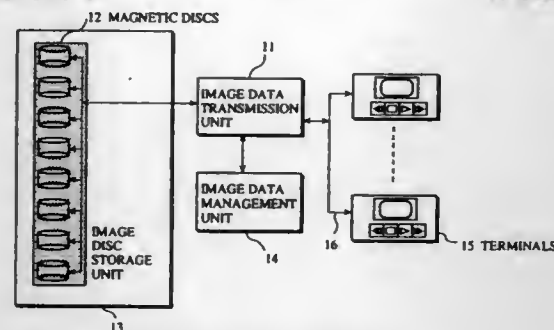 12 MAGNETIC DISCS
11
IMAGE DATA
TRANSMISSION
UNIT
IMAGE DATA
MANAGEMENT
UNIT
14
IMAGE
DISC
STORAGE
UNIT
13
16
15 TERMINALS